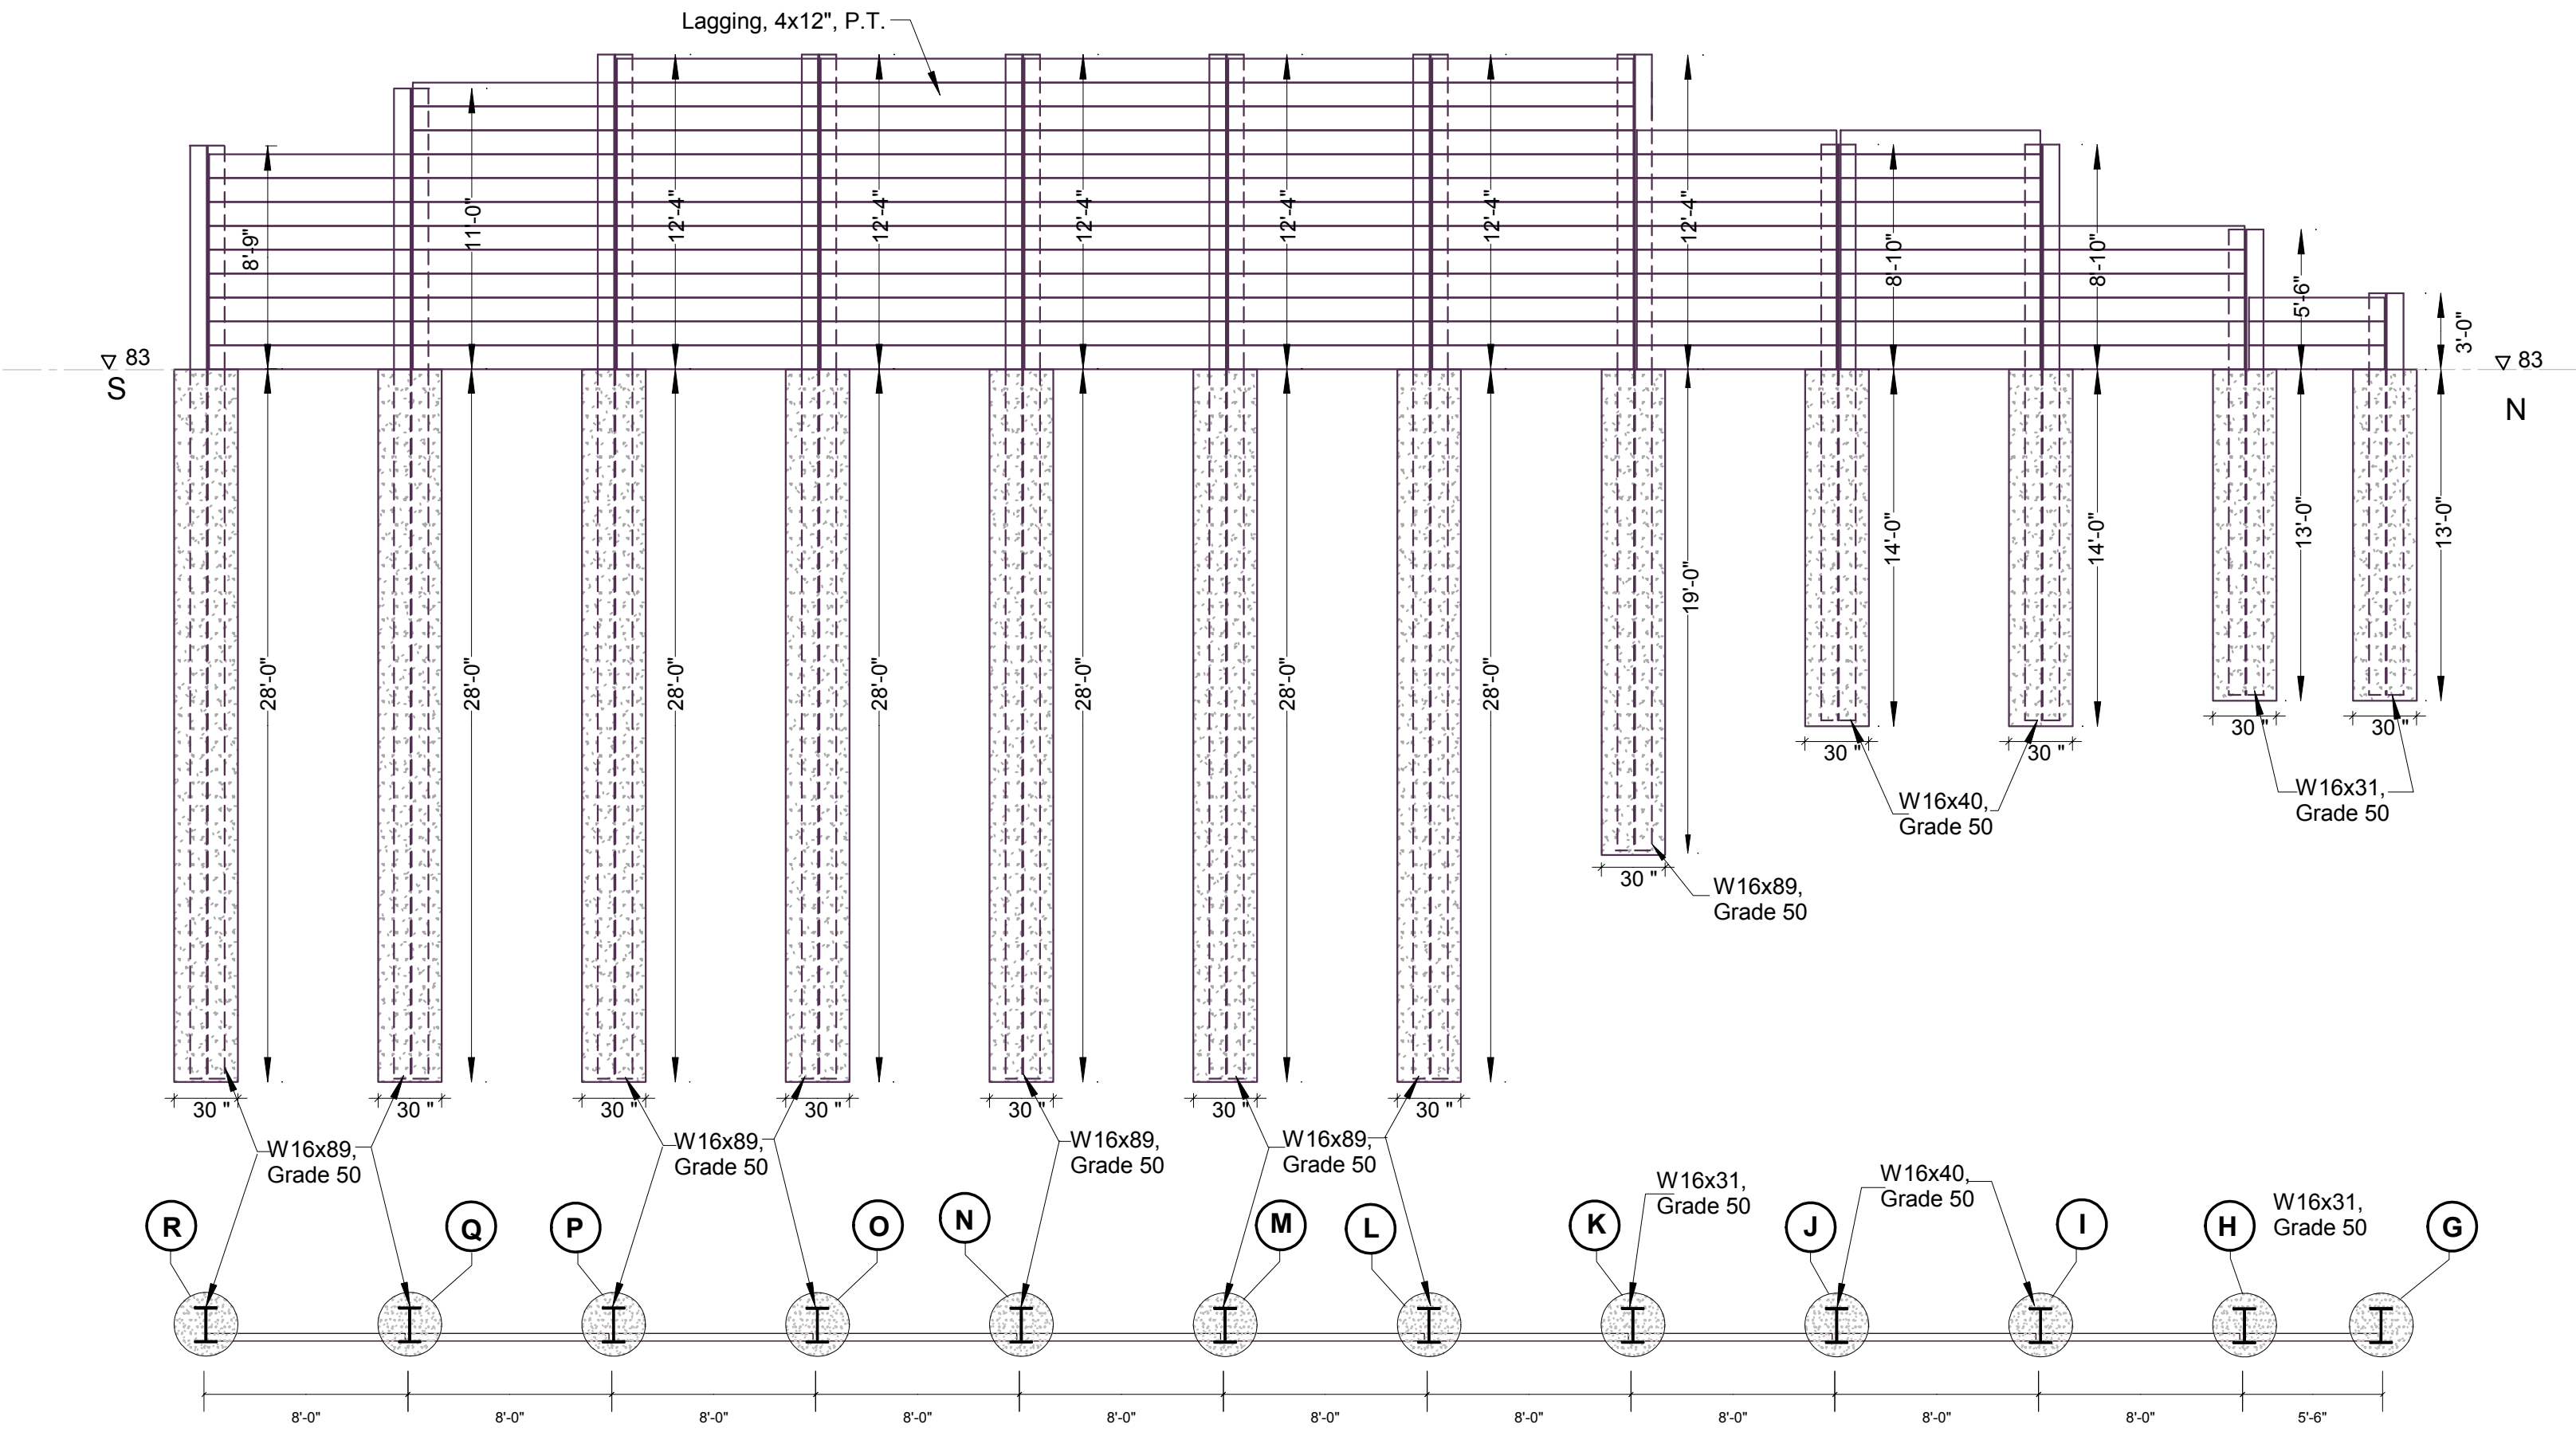 Lagging, 4x12", P.T.
8'-9"
11'-0"
12'-4"
12'-4"
12'-4"
12'-4"
12'-4"
12'-4"
8'-10"
8'-10"
5'-6"
3'-0"
83
S
83
N
28'-0"
28'-0"
28'-0"
28'-0"
28'-0"
28'-0"
28'-0"
19'-0"
14'-0"
14'-0"
13'-0"
13'-0"
30 "
30 "
30 "
30 "
W16x31,
Grade 50
W16x40,
Grade 50
30 "
W16x89,
Grade 50
30 "
30 "
30 "
30 "
30 "
30 "
30 "
W16x89,
Grade 50
W16x89,
Grade 50
W16x89,
Grade 50
W16x89,
Grade 50
W16x31,
Grade 50
W16x40,
Grade 50
W16x31,
Grade 50
R
Q
P
O
N
M
L
K
J
I
H
G
8'-0"
8'-0"
8'-0"
8'-0"
8'-0"
8'-0"
8'-0"
8'-0"
8'-0"
8'-0"
5'-6"